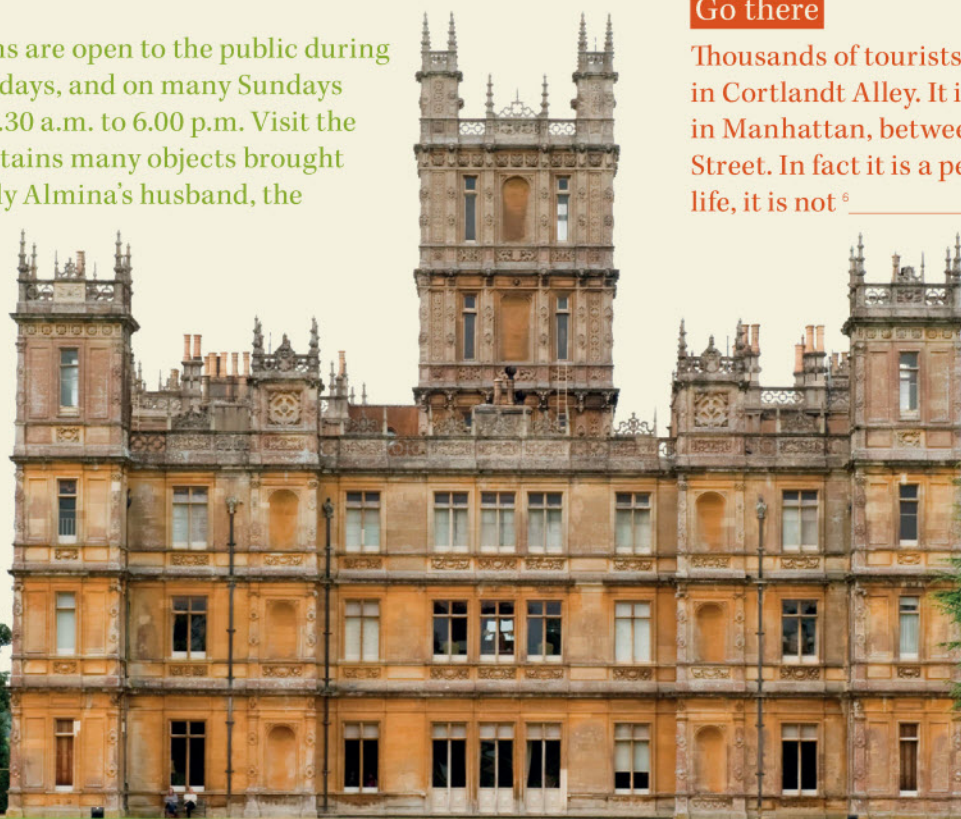 ns are open to the public during
days, and on many Sundays
.30 a.m. to 6.00 p.m. Visit the
tains many objects brought
ly Almina's husband, the
Go there
Thousands of tourists
in Cortlandt Alley. It i
in Manhattan, betwee
Street. In fact it is a pe
life, it is not 6